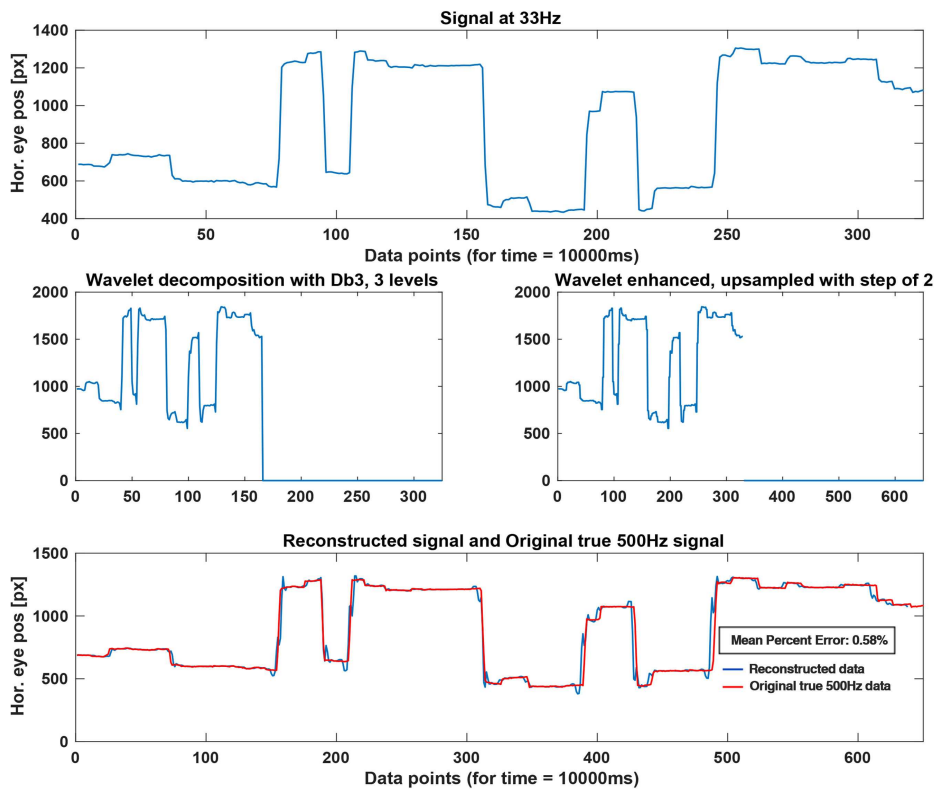 Signal at 33Hz
1400
1200
1000
800
600
400
Hor. eye pos [px]
0 50 100 150 200 250 300
Data points (for time = 10000ms)
Wavelet decomposition with Db3, 3 levels
2000
1500
1000
500
0
0 50 100 150 200 250 300
Wavelet enhanced, upsampled with step of 2
2000
1500
1000
500
0
0 100 200 300 400 500 600
Reconstructed signal and Original true 500Hz signal
1500
1000
500
0
Hor. eye pos [px]
Mean Percent Error: 0.58%
Reconstructed data
Original true 500Hz data
0 100 200 300 400 500 600
Data points (for time = 10000ms)